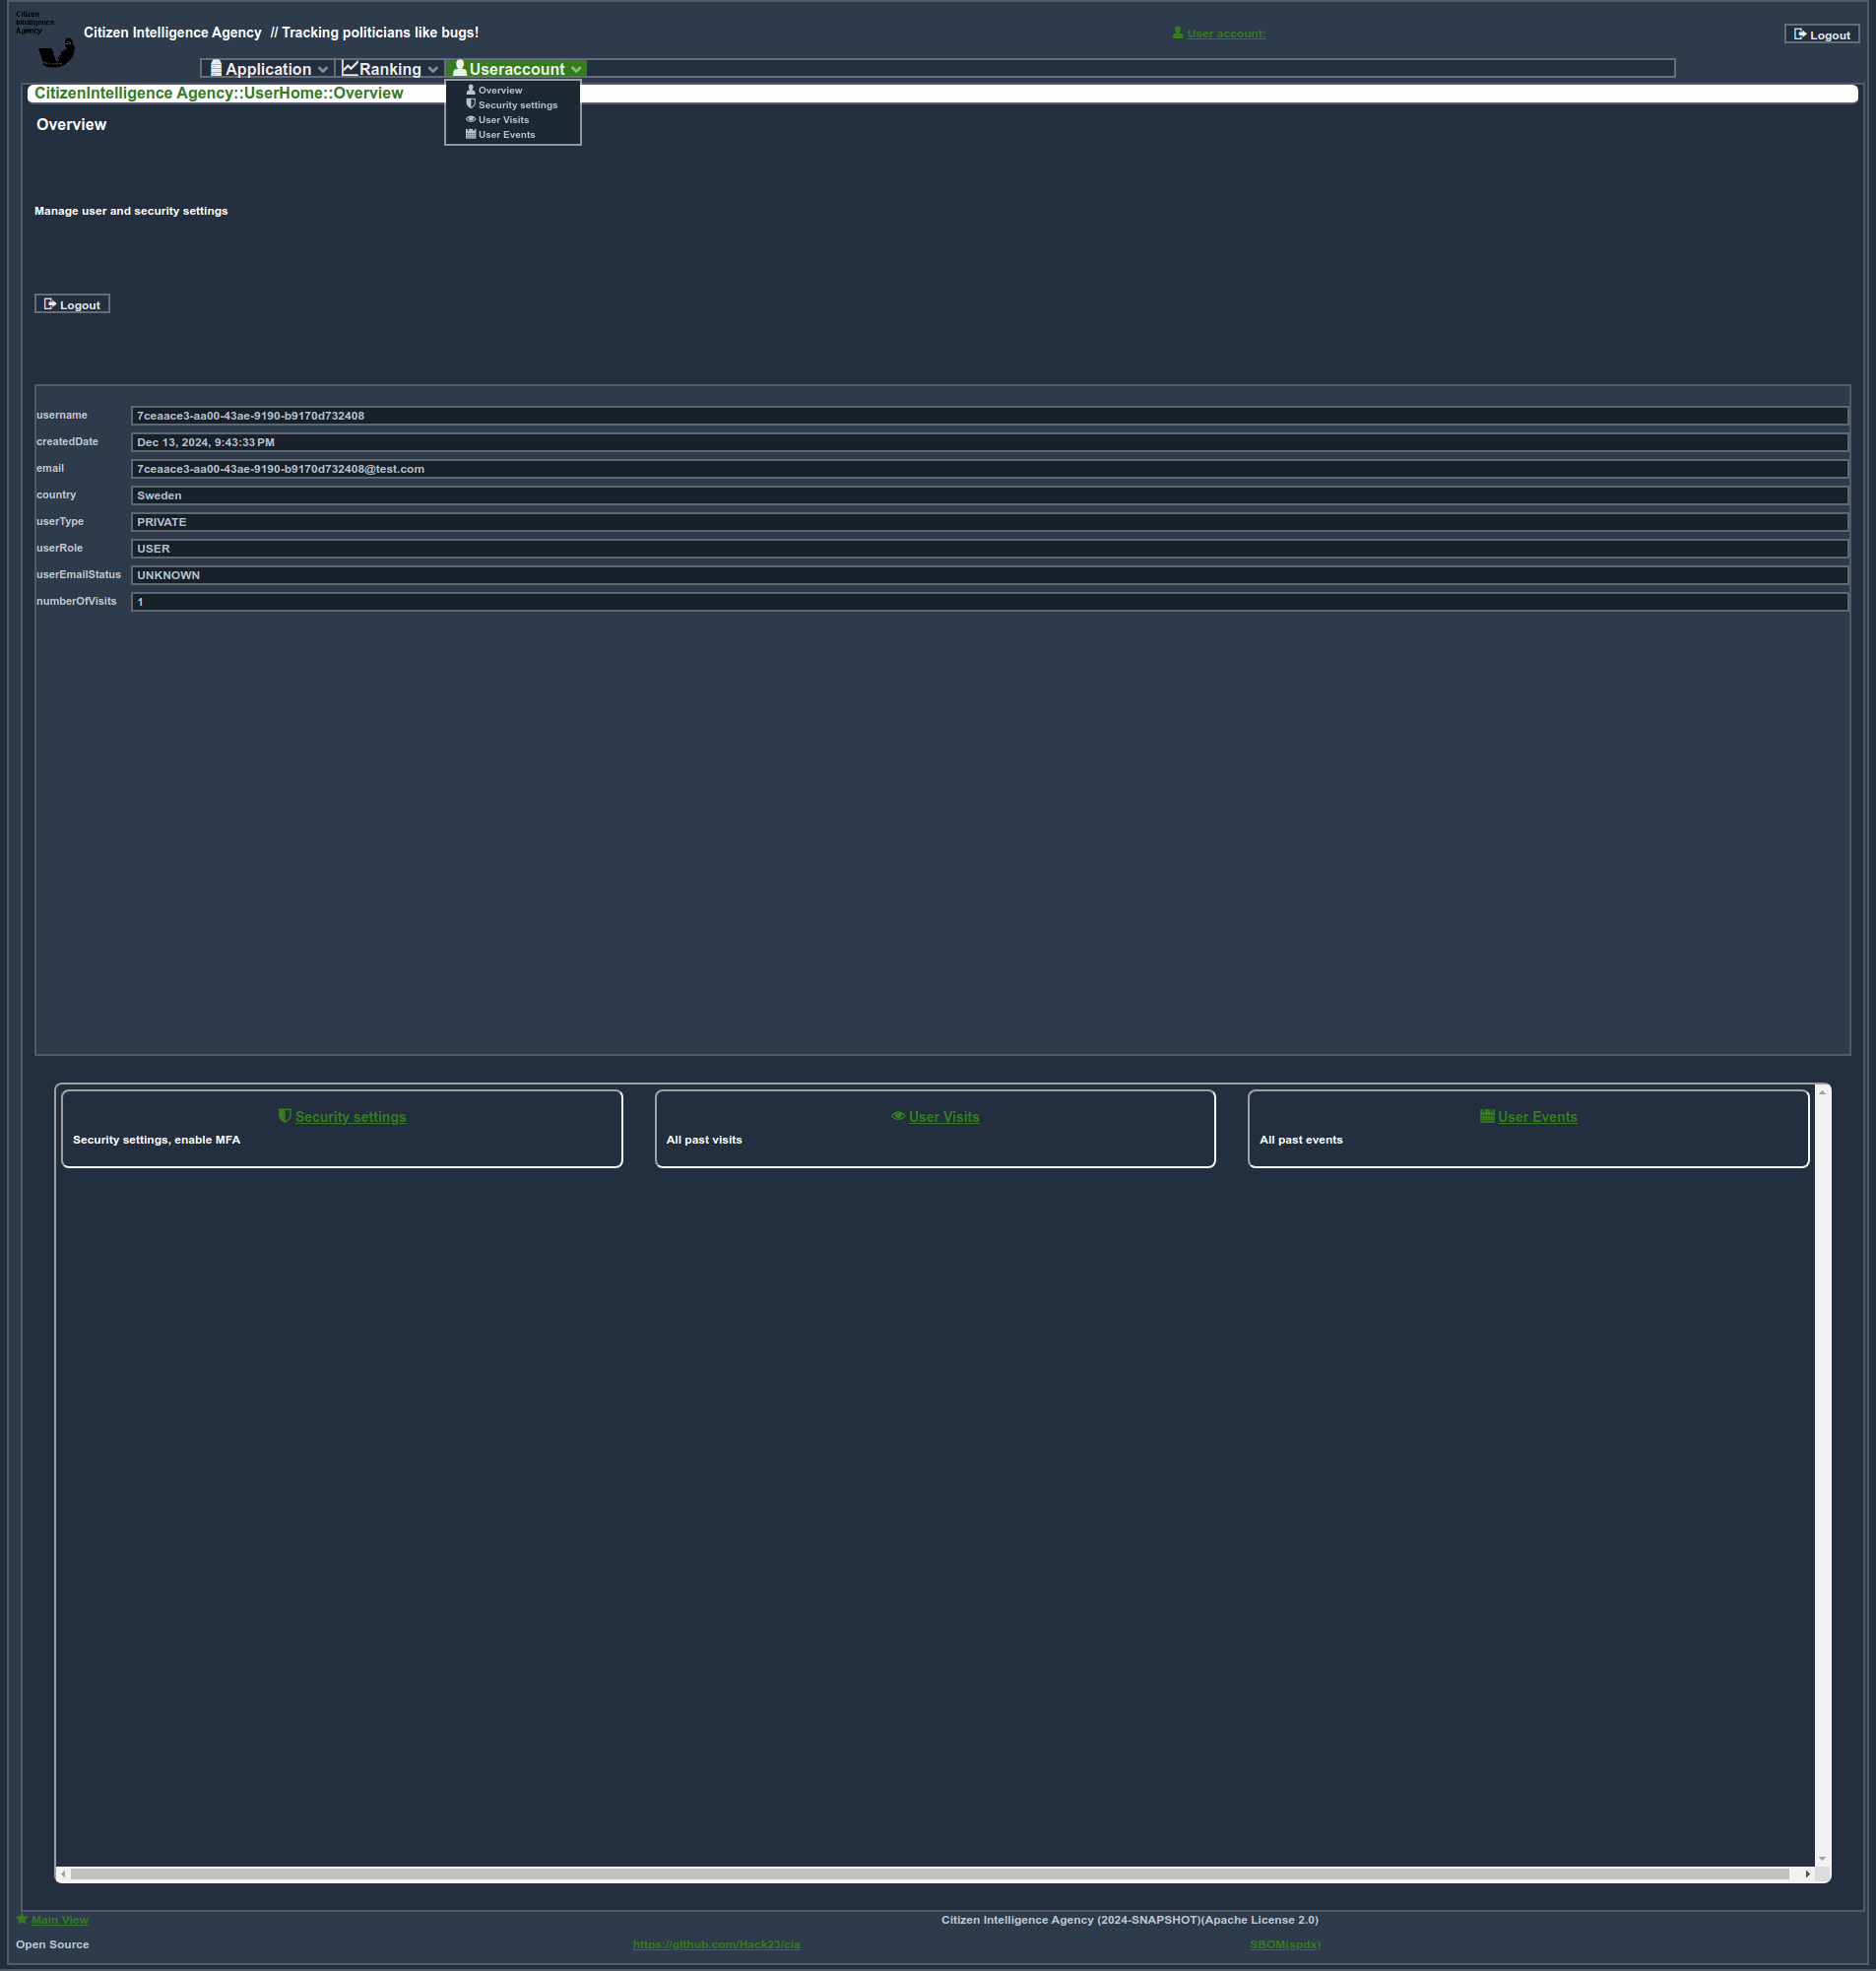 Citizen
Intelligence
Agency
Citizen Intelligence Agency // Tracking politicians like bugs!
User account:
Logout
Application
Ranking
Useraccount
CitizenIntelligence Agency::UserHome::Overview
Overview
Security settings
User Visits
User Events
Overview
Manage user and security settings
Logout
username 7ceaace3-aa00-43ae-9190-b9170d732408
createdDate Dec 13, 2024, 9:43:33 PM
email 7ceaace3-aa00-43ae-9190-b9170d732408@test.com
country Sweden
userType PRIVATE
userRole USER
userEmailStatus UNKNOWN
numberOfVisits 1
Security settings
Security settings, enable MFA
User Visits
All past visits
User Events
All past events
Main View
Citizen Intelligence Agency (2024-SNAPSHOT)(Apache License 2.0)
Open Source
https://github.com/Hack23/cia
SBOM(spdx)